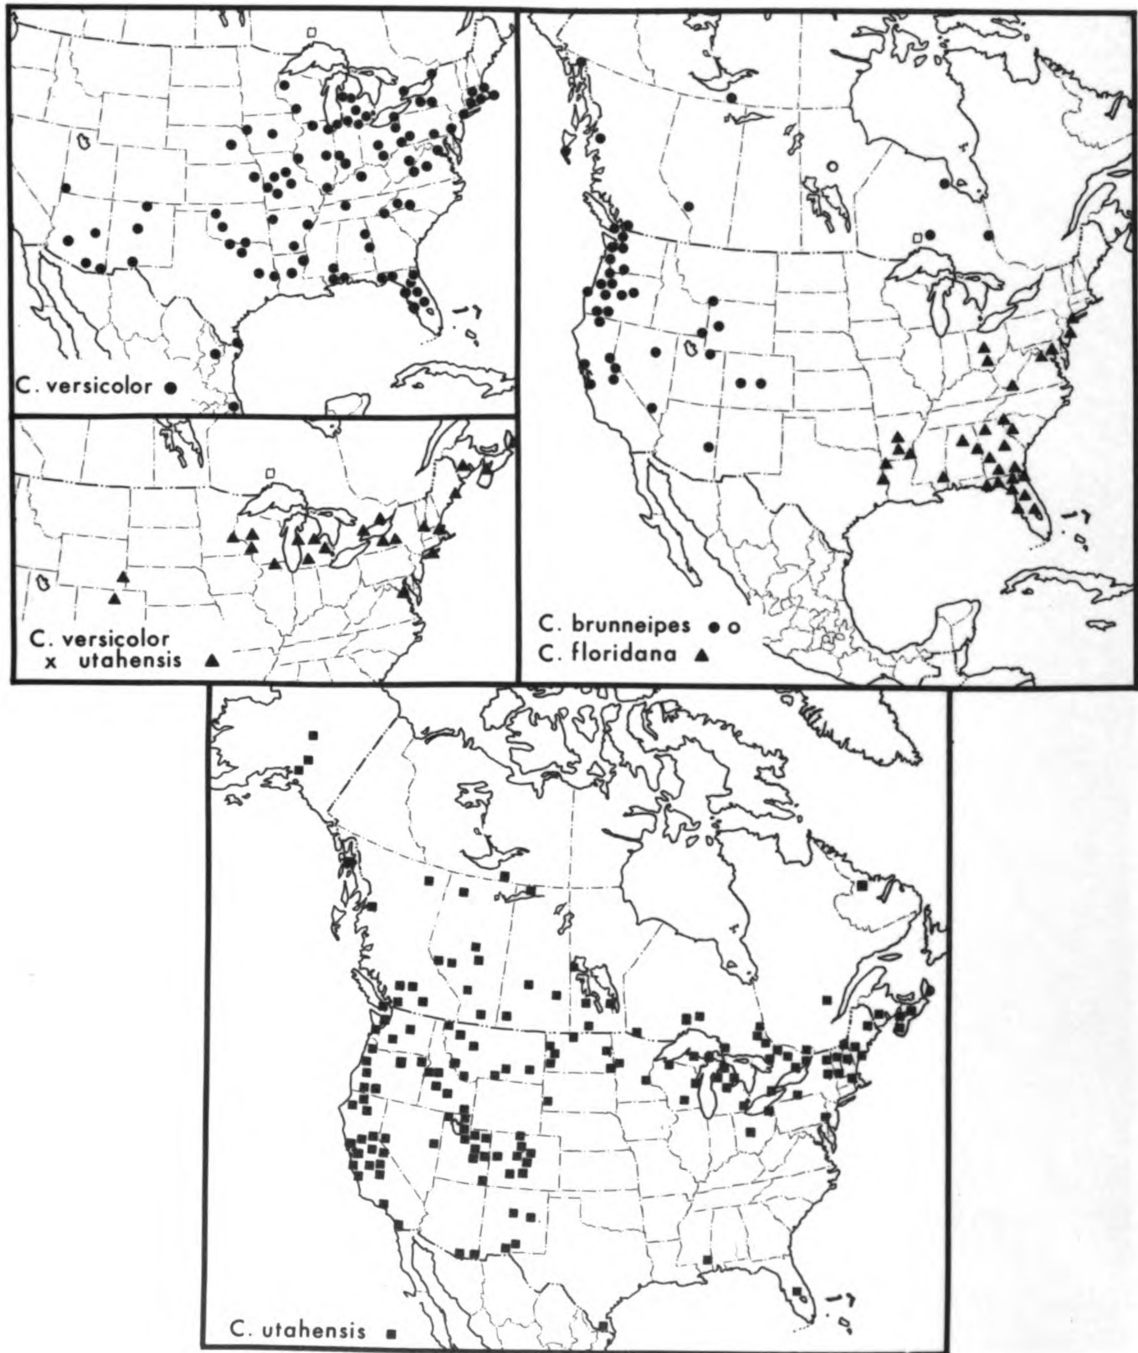 C. versicolor
C. versicolor
x utahensis
C. brunneipes
C. floridana
C. utahensis